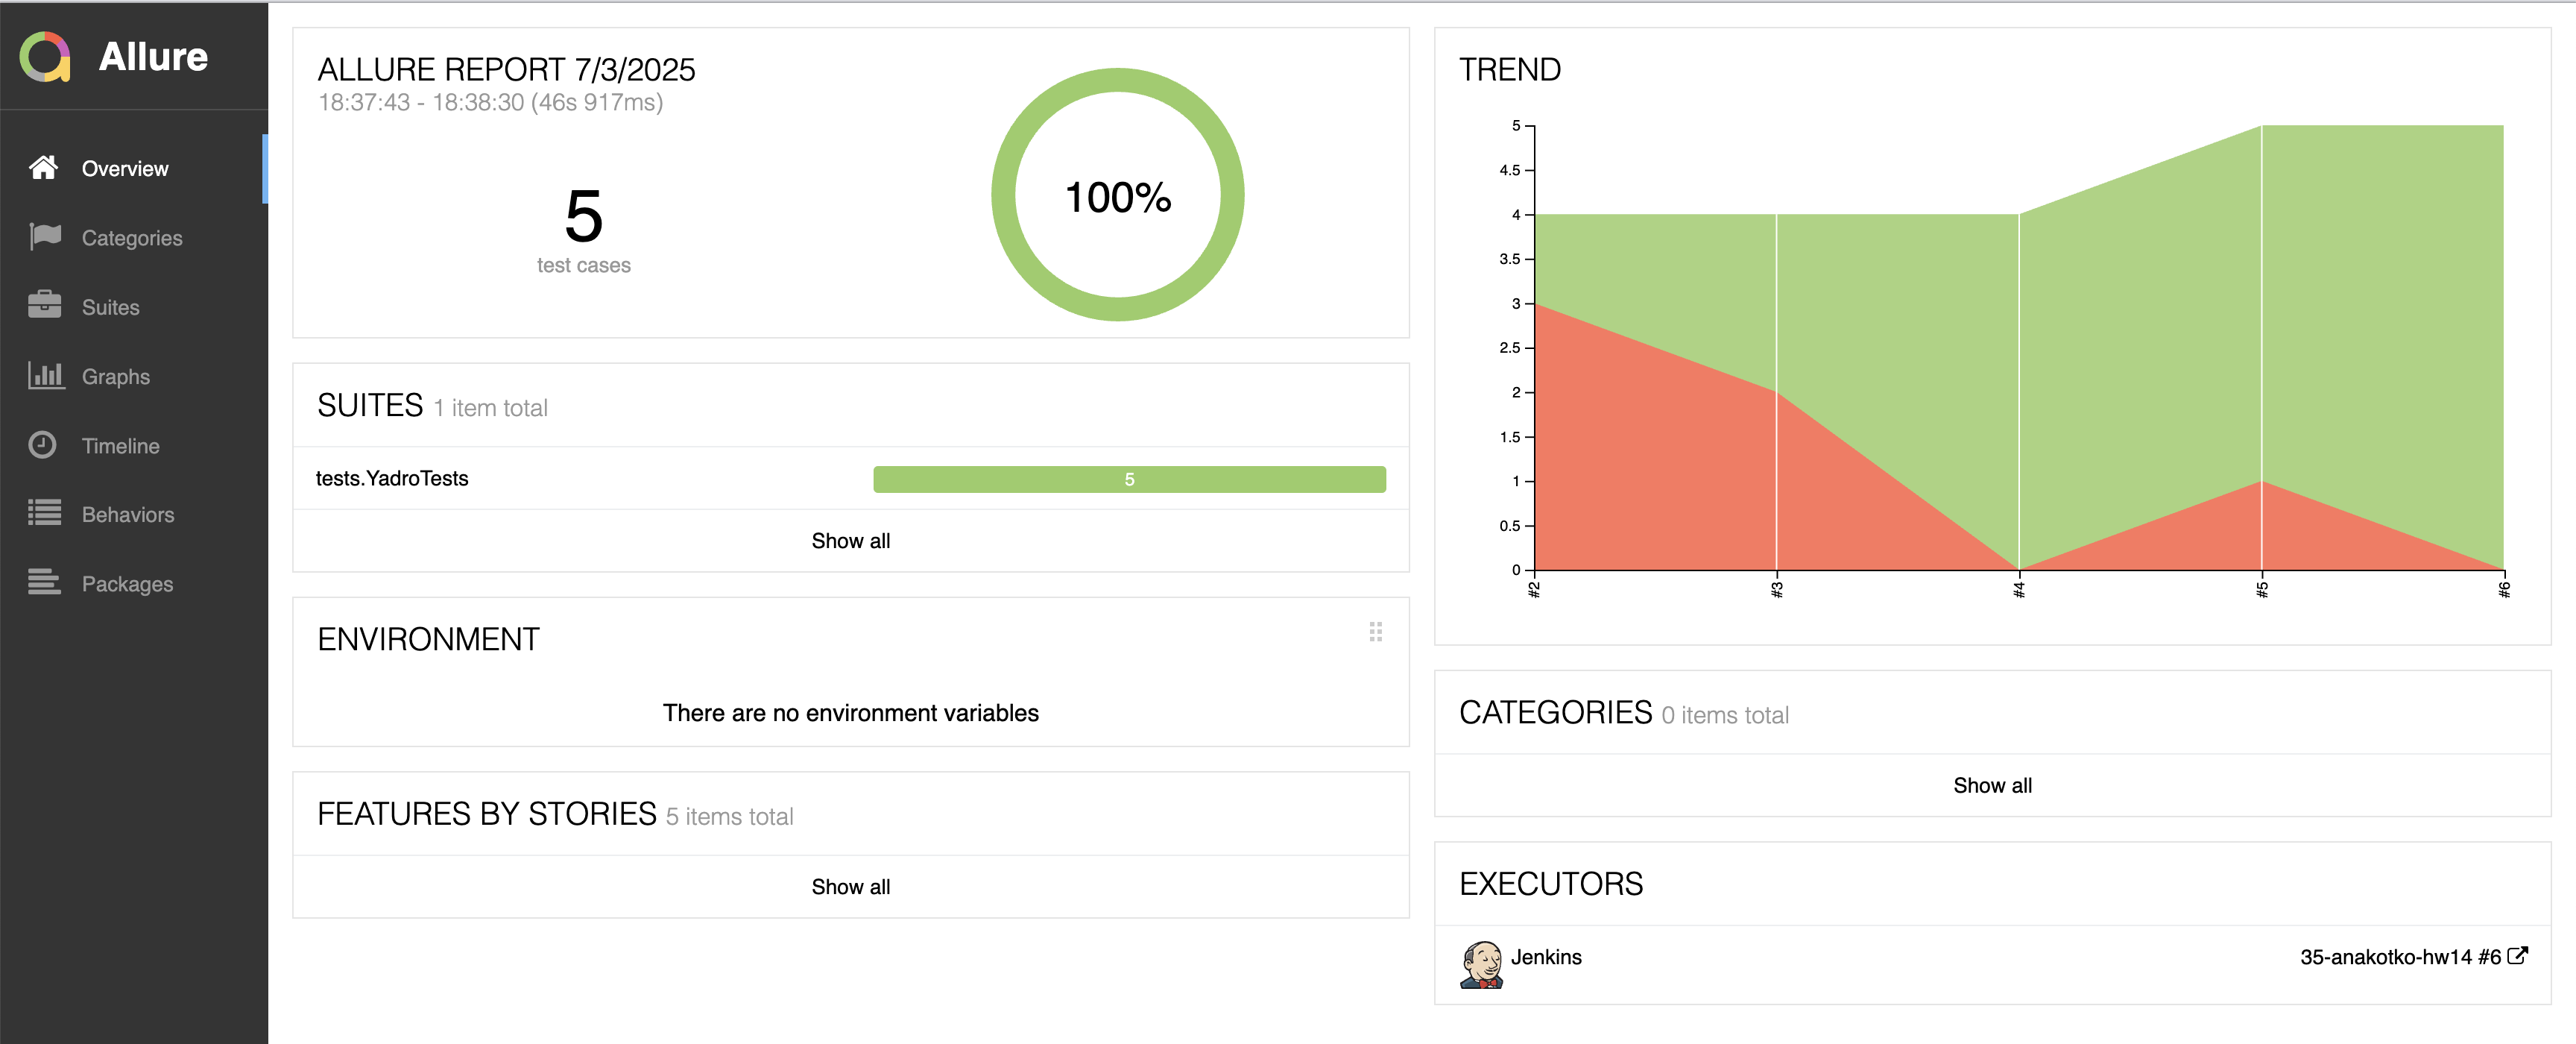 Allure
Overview
Categories
Suites
Graphs
Timeline
Behaviors
Packages
ALLURE REPORT 7/3/2025
18:37:43 - 18:38:30 (46s 917ms)
5
test cases
100%
SUITES 1 item total
tests.YadroTests
5
Show all
ENVIRONMENT
There are no environment variables
FEATURES BY STORIES 5 items total
Show all
TREND
5
4.5
4
3.5
3
2.5
2
1.5
1
0.5
0
#2
#3
#4
#5
#6
CATEGORIES 0 items total
Show all
EXECUTORS
Jenkins
35-anakotko-hw14 #6